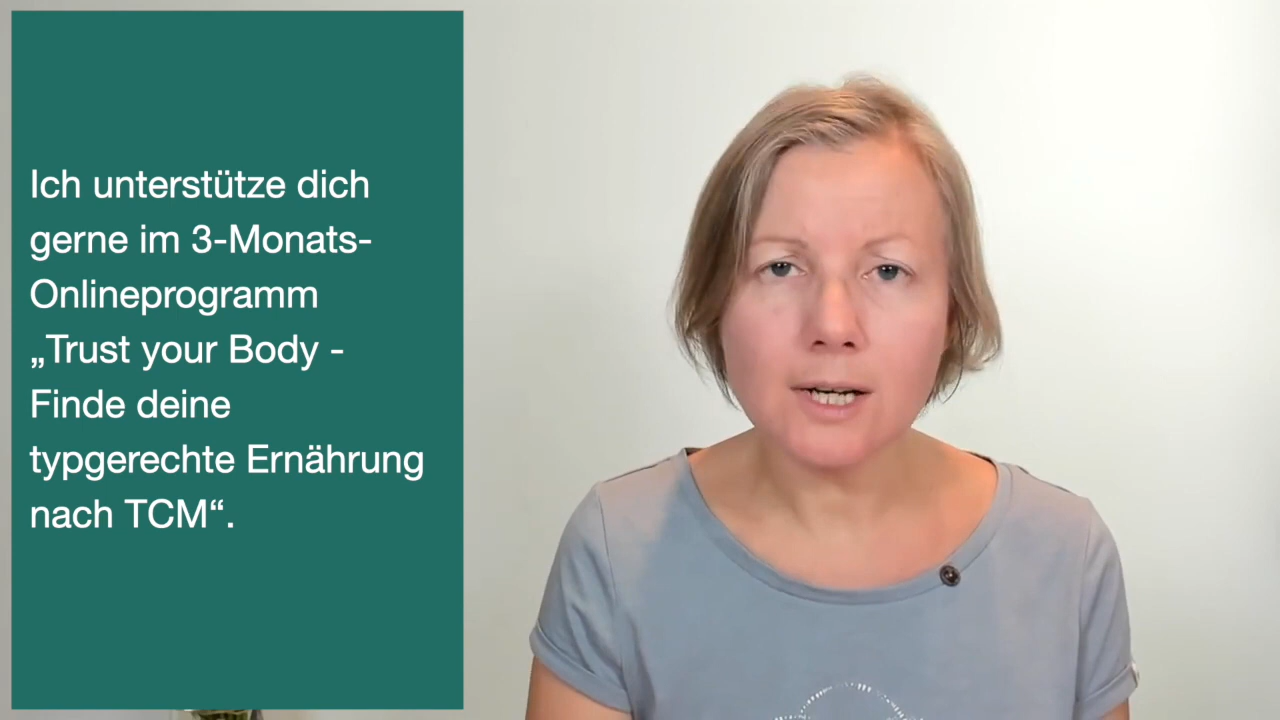 Ich unterstütze dich
gerne im 3-Monats-
Onlineprogramm
„Trust your Body -
Finde deine
typgerechte Ernährung
nach TCM“.